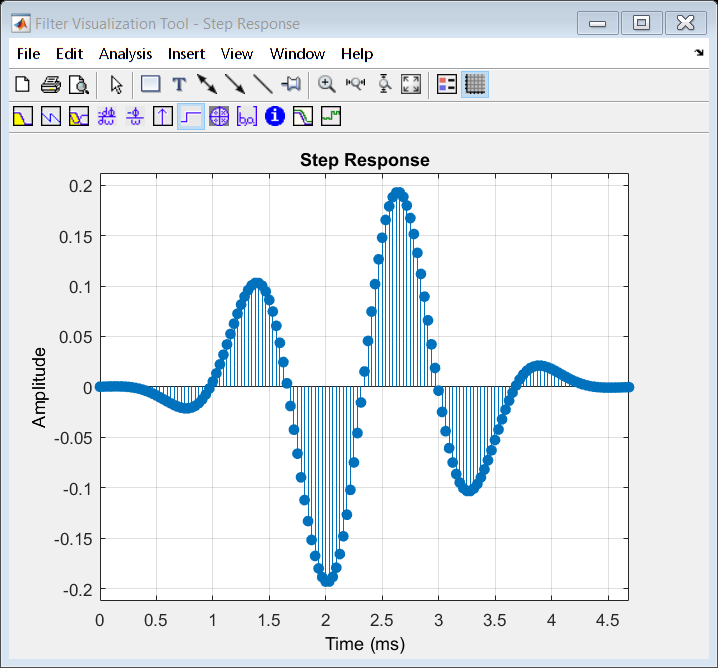 Filter Visualization Tool - Step Response
File Edit Analysis Insert View Window Help
T
[b,a] i
Step Response
0.2
0.15
0.1
0.05
0
-0.05
-0.1
-0.15
-0.2
Amplitude
0 0.5 1 1.5 2 2.5 3 3.5 4 4.5
Time (ms)